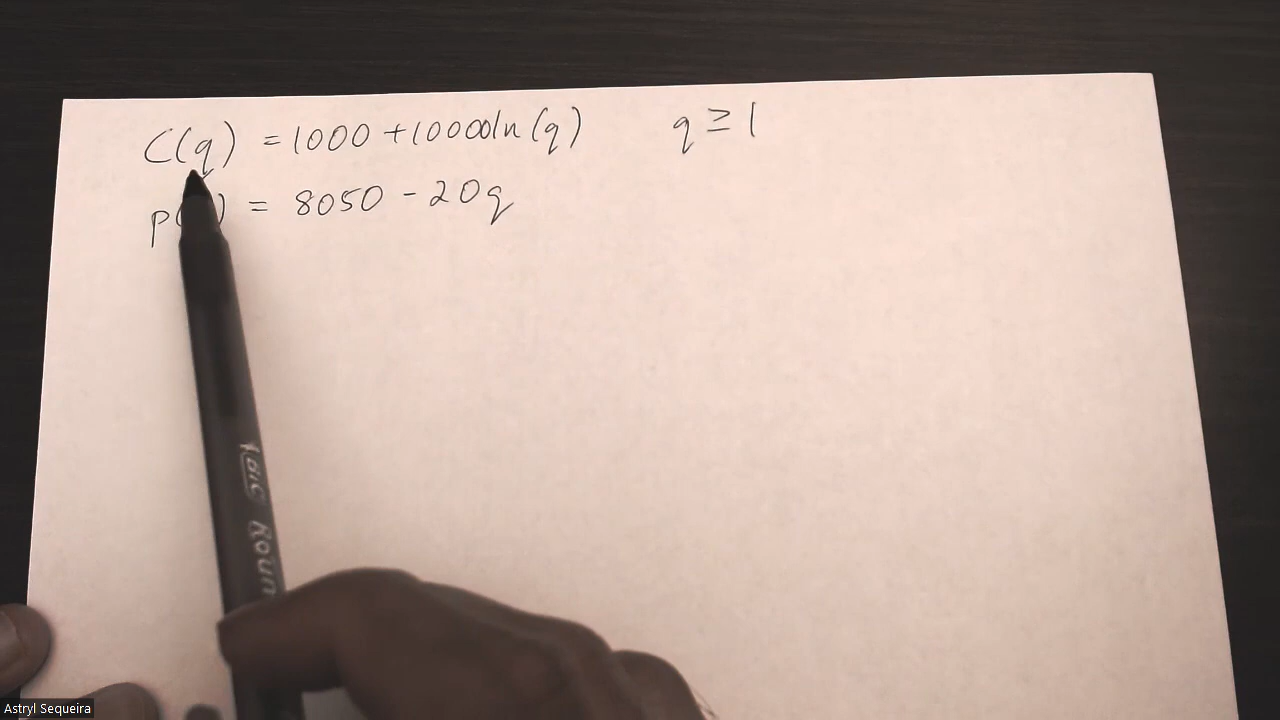 C(q) = 1000 + 10000ln(q) q ≥ 1
p( ) = 8050 - 20q
BIC Roun
Astryl Sequeira